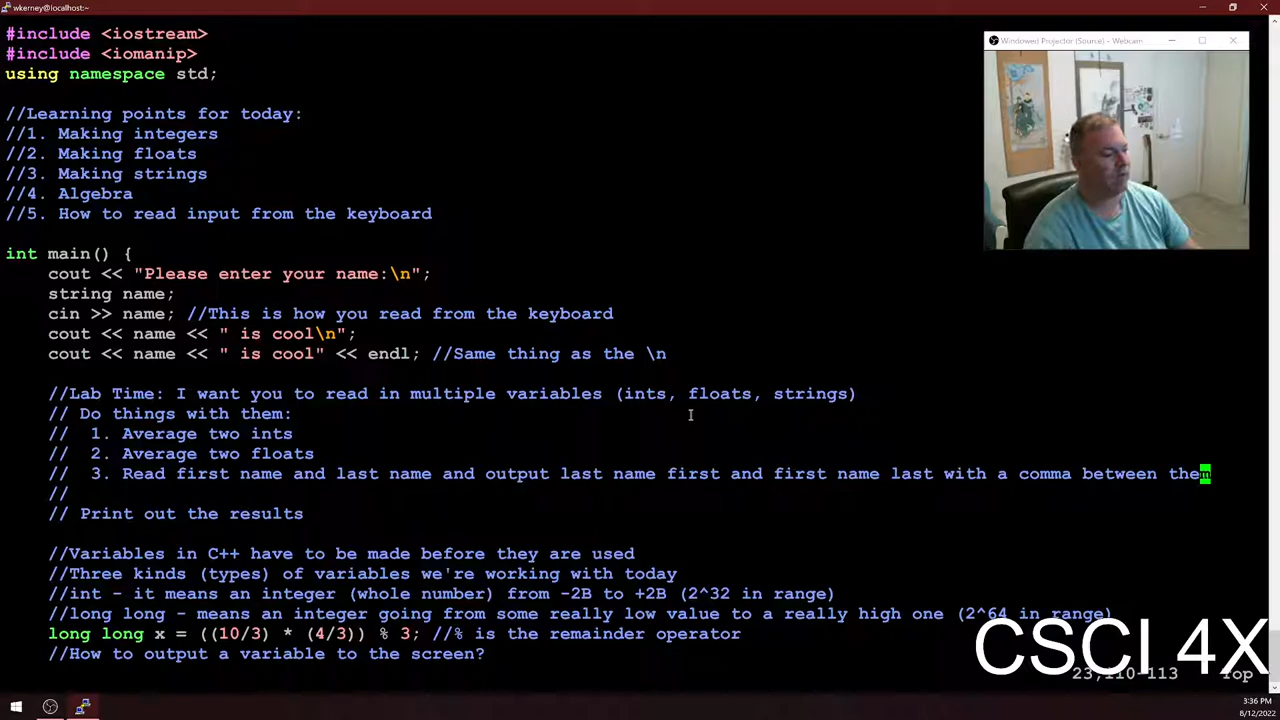 wkerney@localhost:~
#include <iostream>
#include <iomanip>
using namespace std;
//Learning points for today:
//1. Making integers
//2. Making floats
//3. Making strings
//4. Algebra
//5. How to read input from the keyboard
int main() {
cout << "Please enter your name:\n";
string name;
cin >> name; //This is how you read from the keyboard
cout << name << " is cool\n";
cout << name << " is cool" << endl; //Same thing as the \n
//Lab Time: I want you to read in multiple variables (ints, floats, strings)
// Do things with them:
// 1. Average two ints
// 2. Average two floats
// 3. Read first name and last name and output last name first and first name last with a comma between them
//
// Print out the results
//Variables in C++ have to be made before they are used
//Three kinds (types) of variables we're working with today
//int - it means an integer (whole number) from -2B to +2B (2^32 in range)
//long long - means an integer going from some really low value to a really high one (2^64 in range)
long long x = ((10/3) * (4/3)) % 3; //% is the remainder operator
//How to output a variable to the screen?
Windowed Projector (Source) - Webcam
CSCI 4X
23,110-113 Top
3:36 PM
8/12/2022